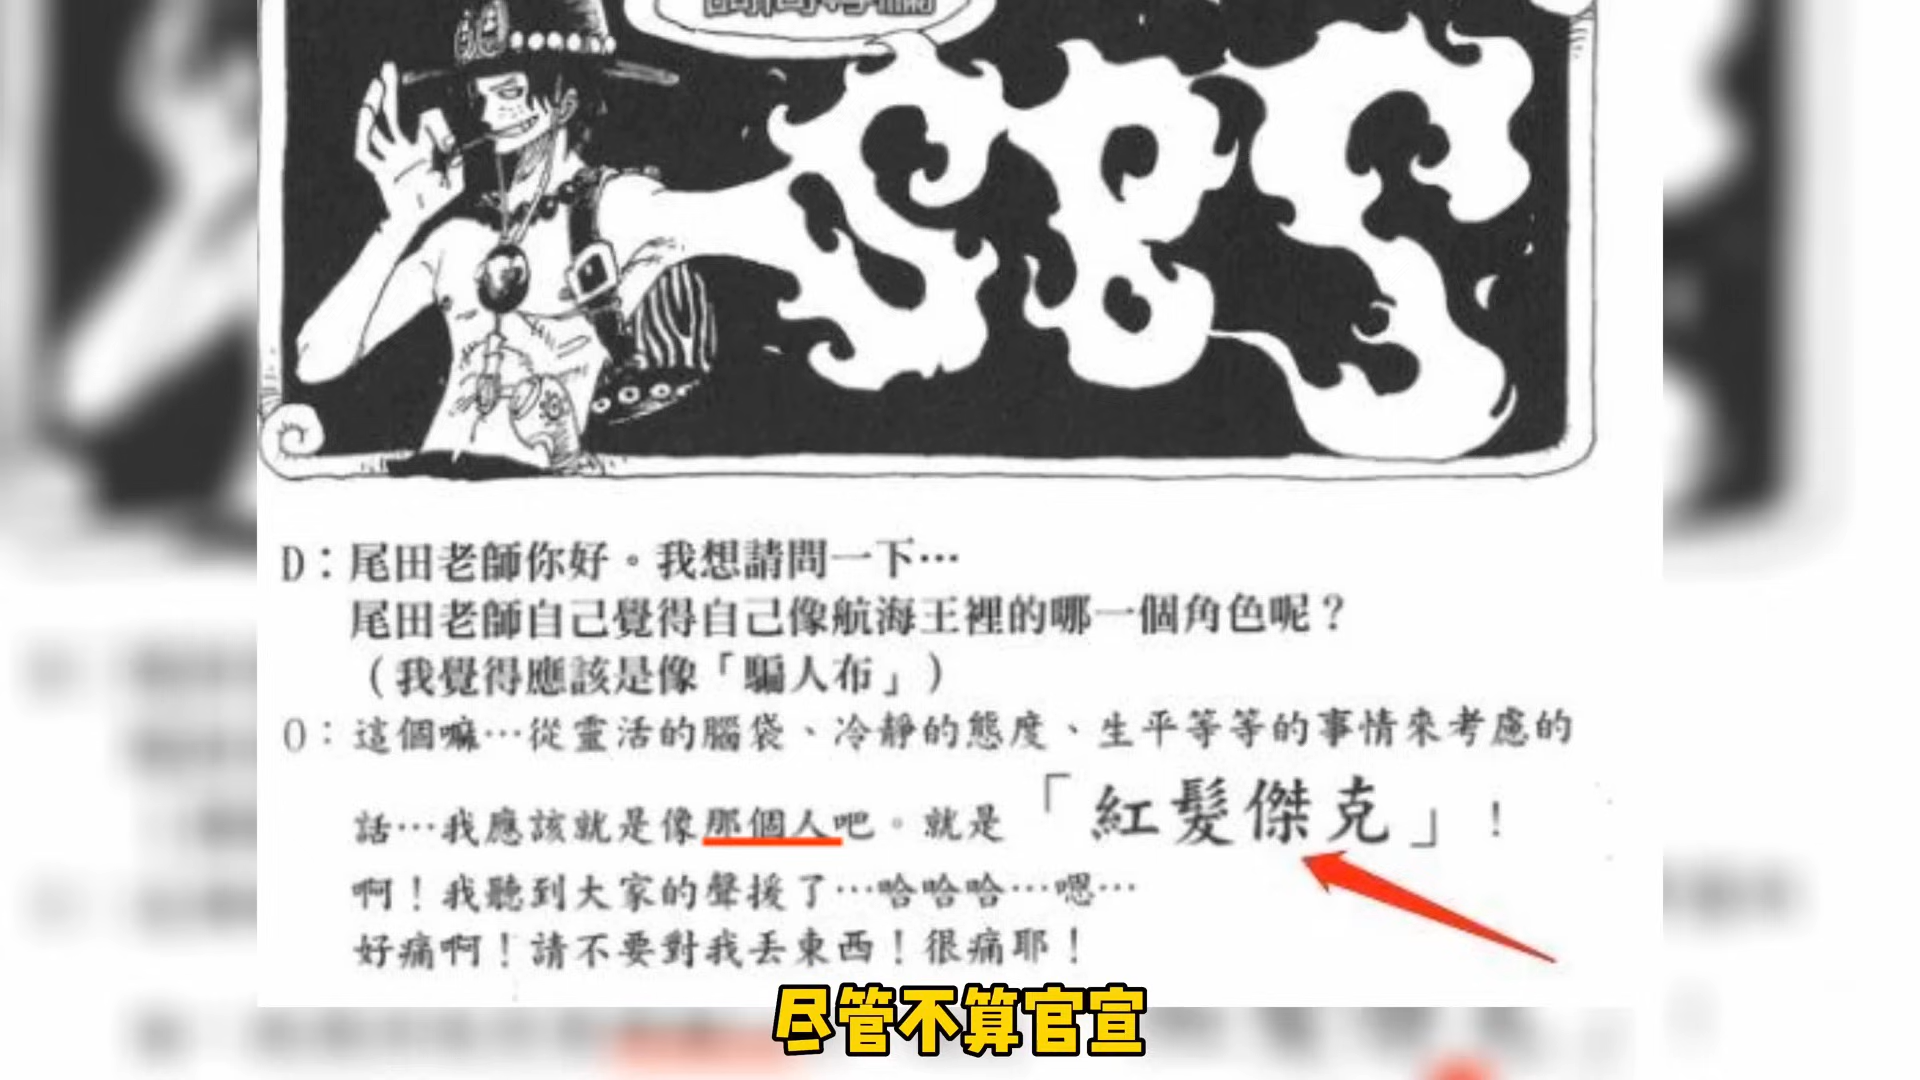 SBS
D：尾田老師你好。我想請問一下…
尾田老師自己覺得自己像航海王裡的哪一個角色呢？
（我覺得應該是像「騙人布」）
O：這個嘛…從靈活的腦袋、冷靜的態度、生平等等的事情來考慮的
話…我應該就是像那個人吧。就是「紅髮傑克」！
啊！我聽到大家的聲援了…哈哈哈…嗯…
好痛啊！請不要對我丟東西！很痛耶！
尽管不算官宣